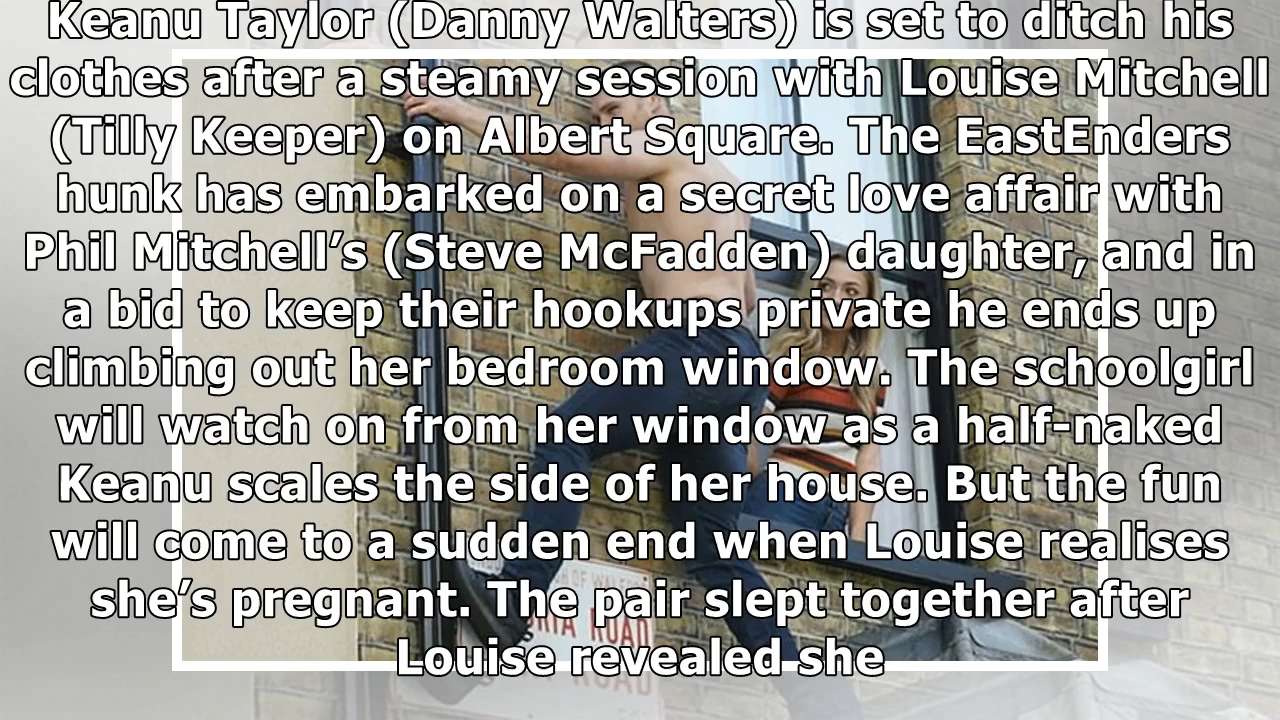 Keanu Taylor (Danny Walters) is set to ditch his
clothes after a steamy session with Louise Mitchell
(Tilly Keeper) on Albert Square. The EastEnders
hunk has embarked on a secret love affair with
Phil Mitchell’s (Steve McFadden) daughter, and in
a bid to keep their hookups private he ends up
climbing out her bedroom window. The schoolgirl
will watch on from her window as a half-naked
Keanu scales the side of her house. But the fun
will come to a sudden end when Louise realises
she’s pregnant. The pair slept together after
Louise revealed she
OF WALFORD
ROAD